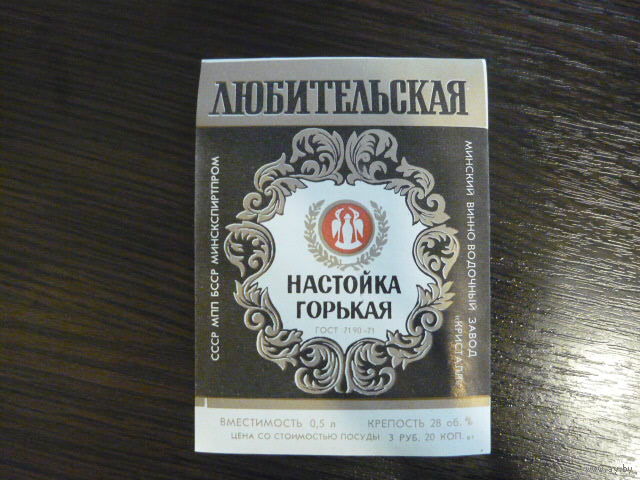 ЛЮБИТЕЛЬСКАЯ
СССР МПП БССР МИНСКСПИРТПРОМ
НАСТОЙКА
ГОРЬКАЯ
ГОСТ 7190-71
МИНСКИЙ ВИННО ВОДОЧНЫЙ ЗАВОД
„КРИСТАЛЛ“
ВМЕСТИМОСТЬ 0,5 л КРЕПОСТЬ 28 об. %
ЦЕНА СО СТОИМОСТЬЮ ПОСУДЫ 3 РУБ. 20 КОП.